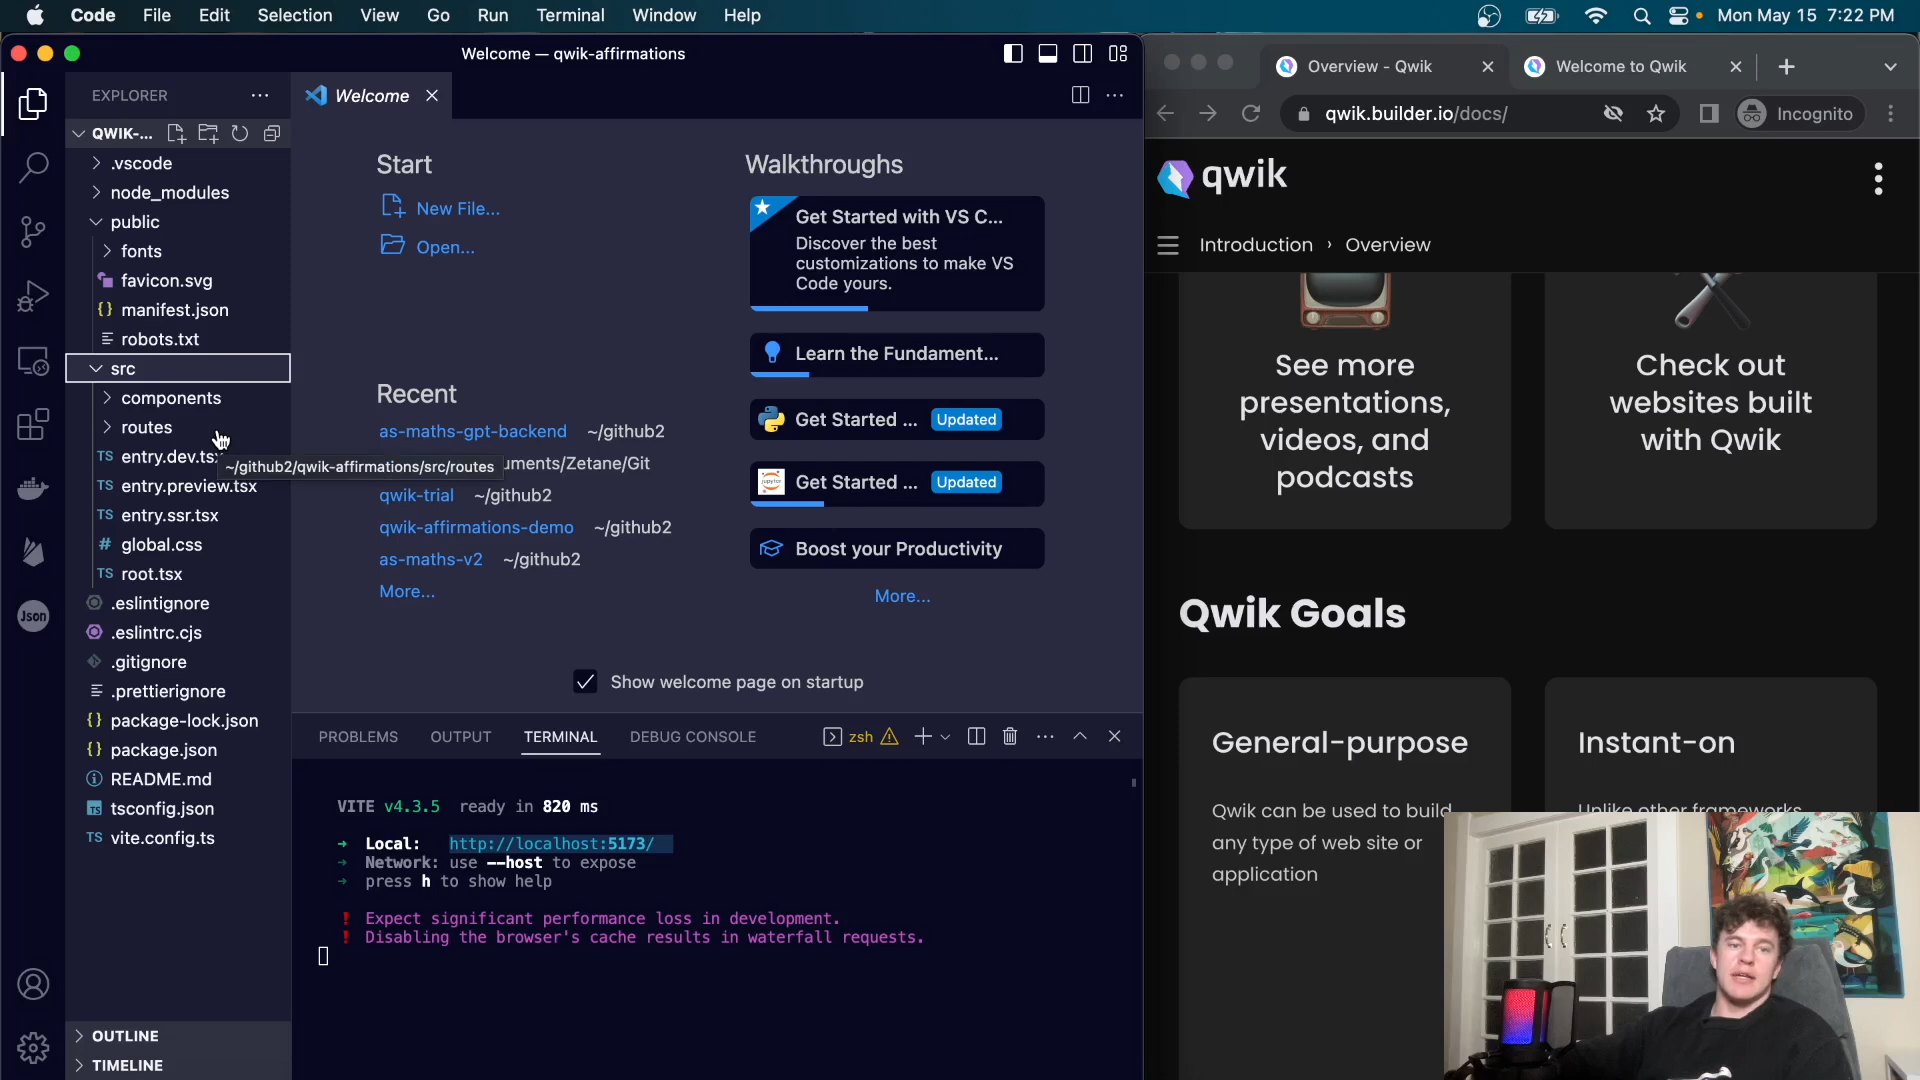 Code File Edit Selection View Go Run Terminal Window Help
Mon May 15 7:22 PM
Welcome — qwik-affirmations
EXPLORER
QWIK-...
.vscode
node_modules
public
fonts
favicon.svg
{} manifest.json
robots.txt
src
components
routes
TS entry.dev.tsx
~/github2/qwik-affirmations/src/routes
TS entry.preview.tsx
TS entry.ssr.tsx
# global.css
TS root.tsx
.eslintignore
.eslintrc.cjs
.gitignore
.prettierignore
{} package-lock.json
{} package.json
README.md
TS tsconfig.json
TS vite.config.ts
OUTLINE
TIMELINE
Json
Welcome
Start
New File...
Open...
Recent
as-maths-gpt-backend ~/github2
uments/Zetane/Git
qwik-trial ~/github2
qwik-affirmations-demo ~/github2
as-maths-v2 ~/github2
More...
Walkthroughs
Get Started with VS C...
Discover the best
customizations to make VS
Code yours.
Learn the Fundament...
Get Started ... Updated
jupyter
Get Started ... Updated
Boost your Productivity
More...
Show welcome page on startup
PROBLEMS OUTPUT TERMINAL DEBUG CONSOLE
zsh
VITE v4.3.5 ready in 820 ms
➜ Local: http://localhost:5173/
➜ Network: use --host to expose
➜ press h to show help
! Expect significant performance loss in development.
! Disabling the browser's cache results in waterfall requests.
Overview - Qwik
Welcome to Qwik
qwik.builder.io/docs/
Incognito
qwik
Introduction › Overview
See more
presentations,
videos, and
podcasts
Check out
websites built
with Qwik
Qwik Goals
General-purpose
Qwik can be used to build
any type of web site or
application
Instant-on
Unlike other frameworks